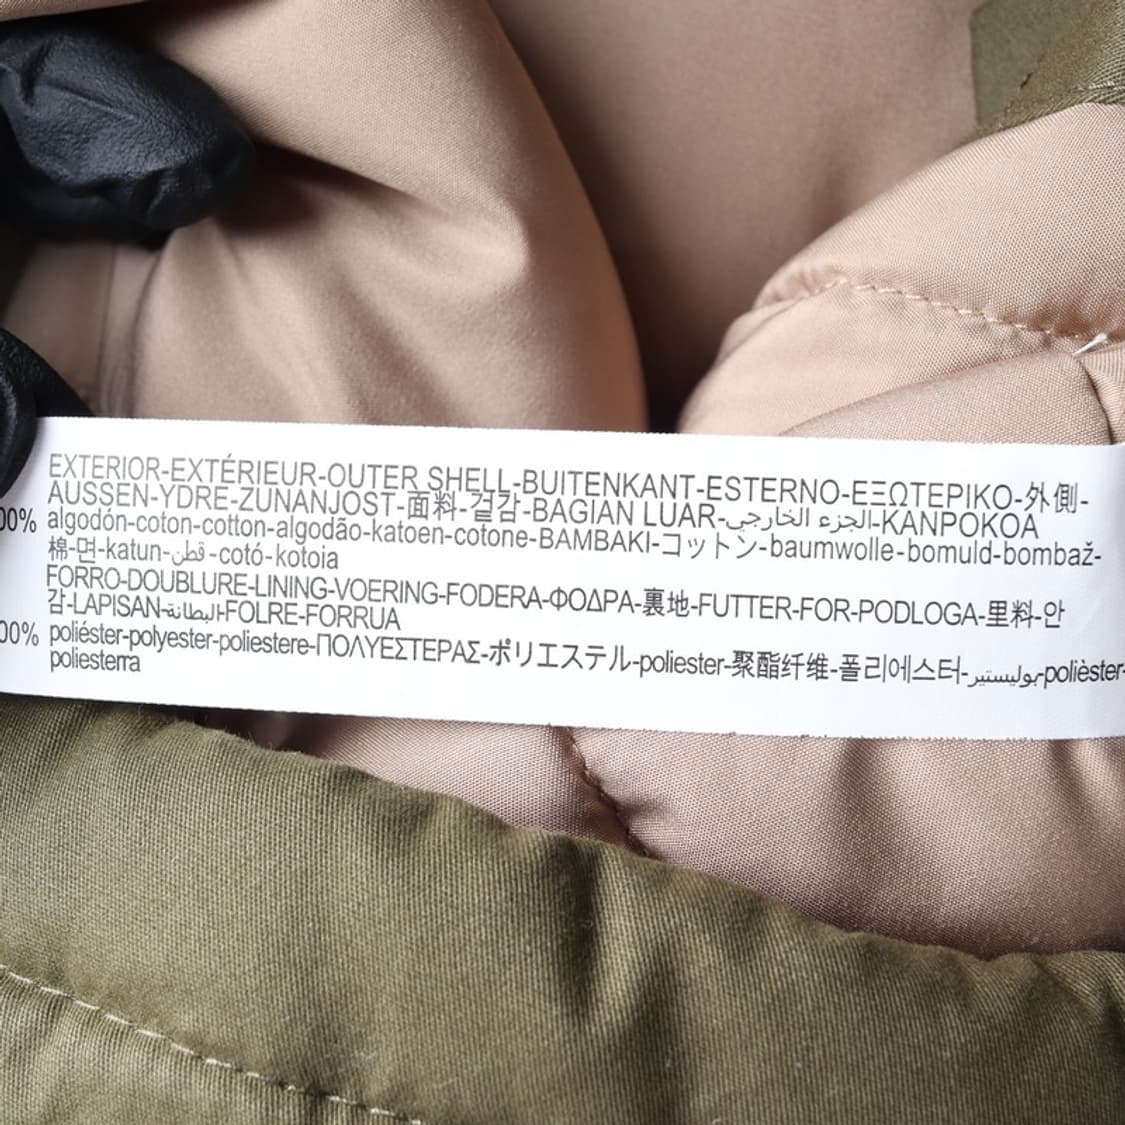 EXTERIOR-EXTÉRIEUR-OUTER SHELL-BUITENKANT-ESTERNO-ΕΞΩΤΕΡΙΚΟ-外側-
AUSSEN-YDRE-ZUNANJOST-面料-겉감-BAGIAN LUAR-الجزء الخارجي-KANPOKOA
00% algodón-coton-cotton-algodão-katoen-cotone-BAMBAKI-コットン-baumwolle-bomuld-bombaž-
棉-면-katun-قطن-cotó-kotoia
FORRO-DOUBLURE-LINING-VOERING-FODERA-ΦΟΔΡΑ-裏地-FUTTER-FOR-PODLOGA-里料-안
감-LAPISAN-البطانة-FOLRE-FORRUA
00% poliéster-polyester-poliestere-ΠΟΛΥΕΣΤΕΡΑΣ-ポリエステル-poliester-聚酯纤维-폴리에스터-بوليستير-polièster-
poliesterra